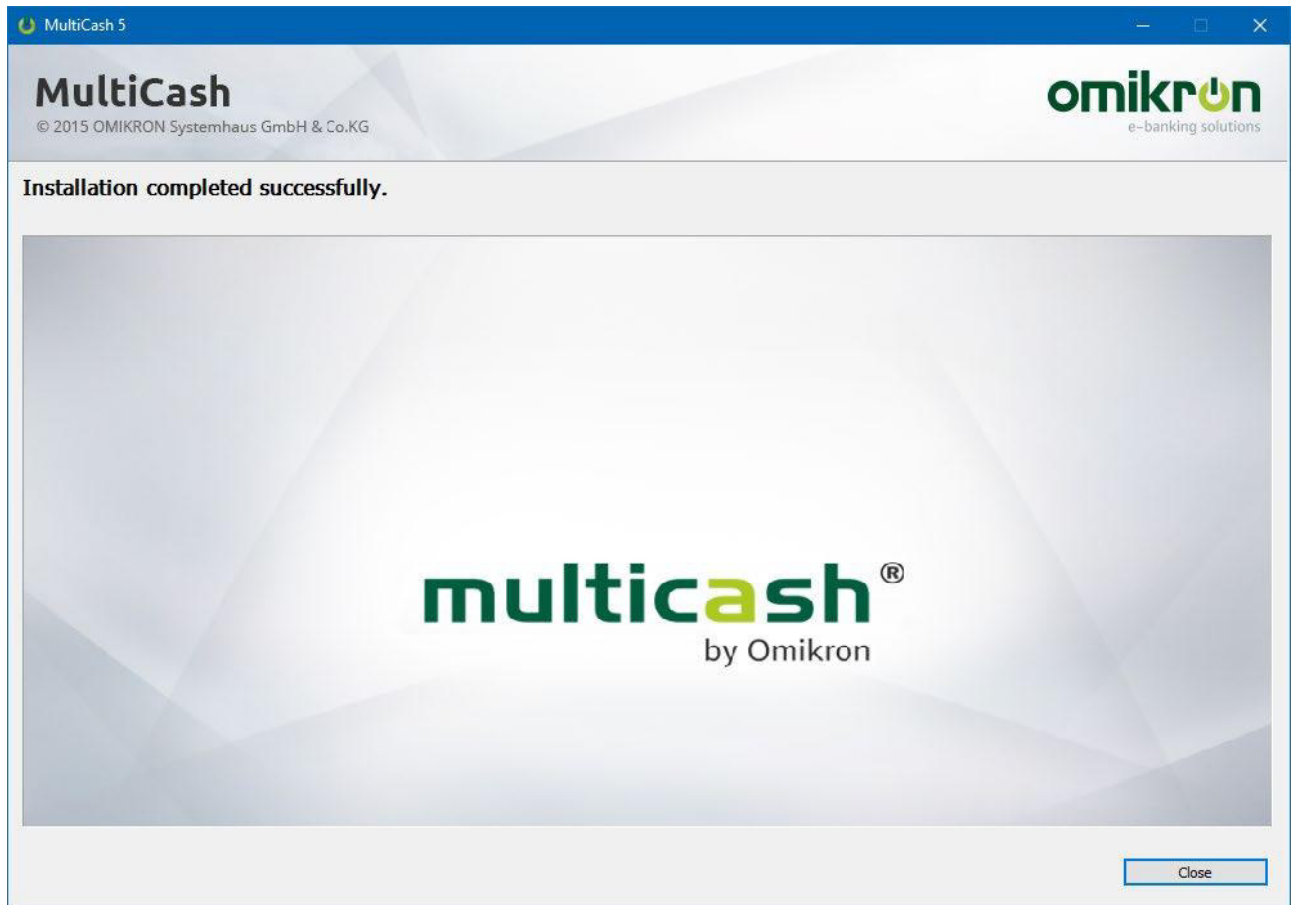 MultiCash 5
MultiCash
© 2015 OMIKRON Systemhaus GmbH & Co.KG
omikron
e-banking solutions
Installation completed successfully.
multicash®
by Omikron
Close